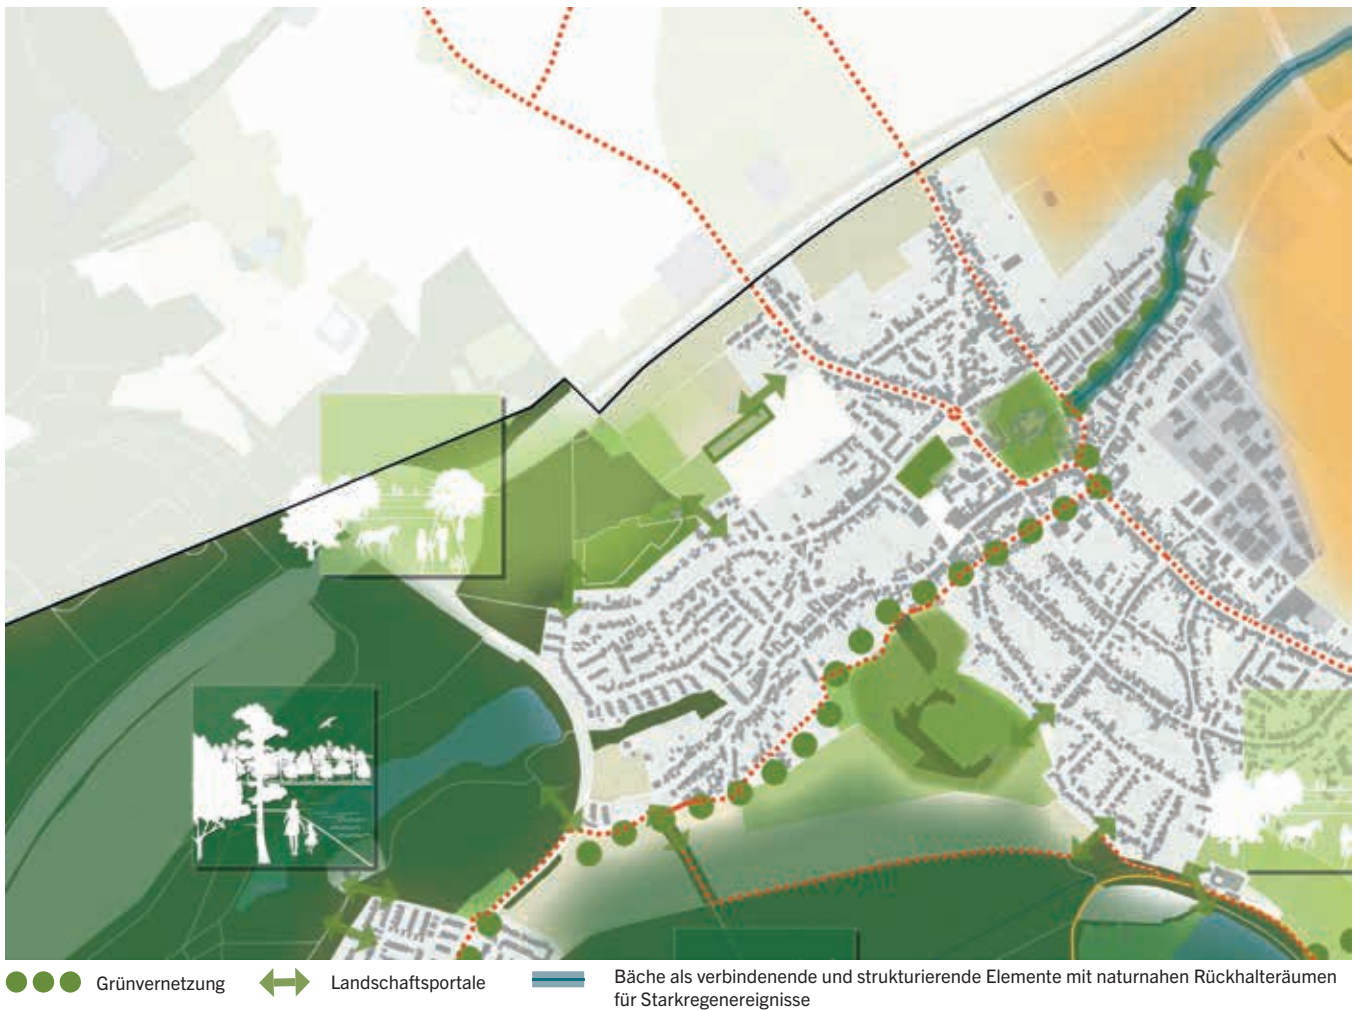 Grünvernetzung
Landschaftsportale
Bäche als verbindenende und strukturierende Elemente mit naturnahen Rückhalteräumen
für Starkregenereignisse